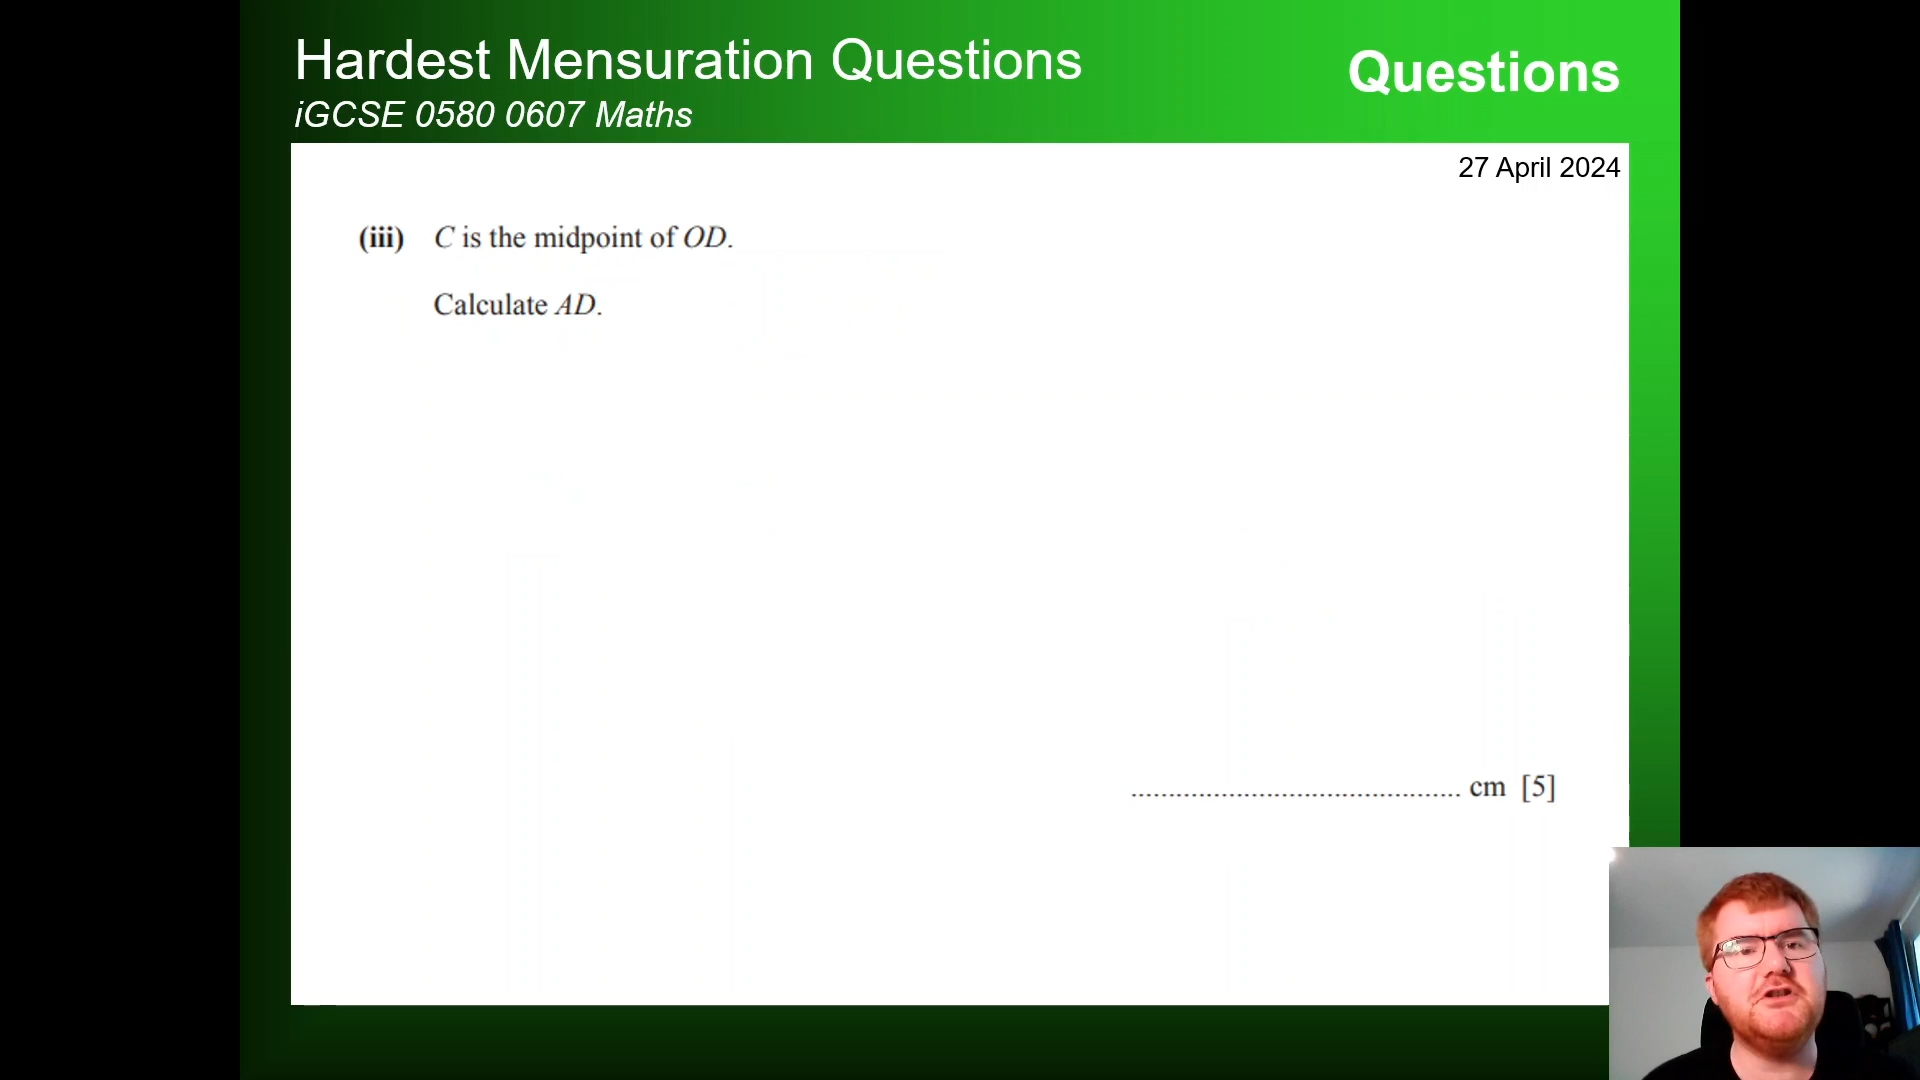 Hardest Mensuration Questions
Questions
iGCSE 0580 0607 Maths
27 April 2024
(iii) C is the midpoint of OD.
Calculate AD.
............................................ cm [5]